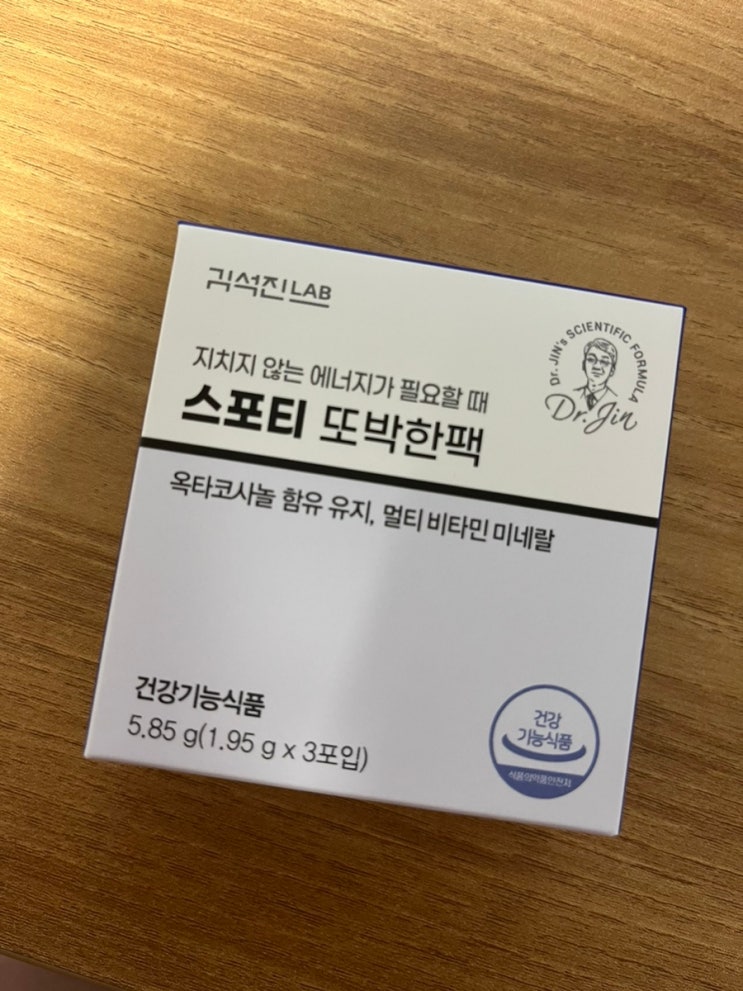 김석진LAB
Dr. JIN's SCIENTIFIC FORMULA
Dr. Jin
지치지 않는 에너지가 필요할 때
스포티 또박한팩
옥타코사놀 함유 유지, 멀티 비타민 미네랄
건강기능식품
5.85 g(1.95 g x 3포입)
건강
기능식품
식품의약품안전처